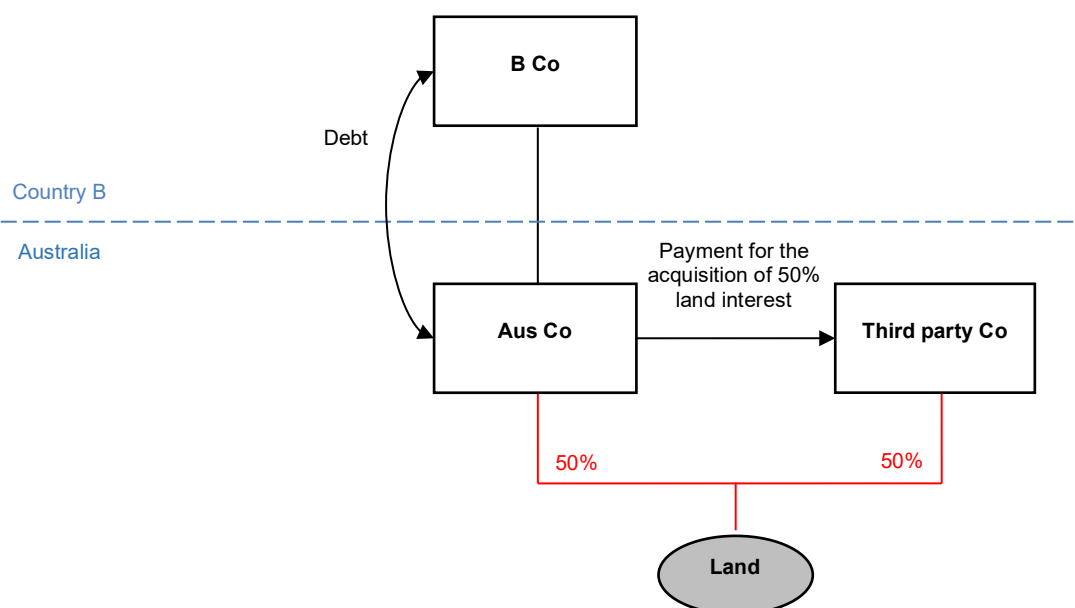 B Co
Debt
Country B
Australia
Payment for the
acquisition of 50%
land interest
Aus Co
Third party Co
50%
50%
Land